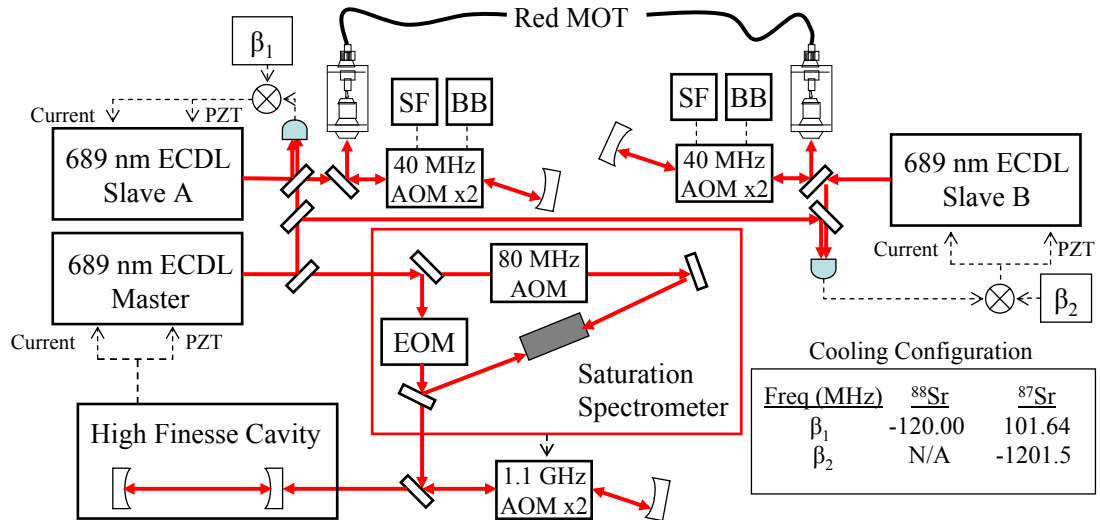 Red MOT
β1
SF
BB
SF
BB
Current
PZT
689 nm ECDL
Slave A
40 MHz
AOM x2
40 MHz
AOM x2
689 nm ECDL
Slave B
689 nm ECDL
Master
80 MHz
AOM
Current
PZT
β2
EOM
Current
PZT
Saturation
Spectrometer
High Finesse Cavity
1.1 GHz
AOM x2
Cooling Configuration
Freq (MHz) 88Sr 87Sr
β1 -120.00 101.64
β2 N/A -1201.5